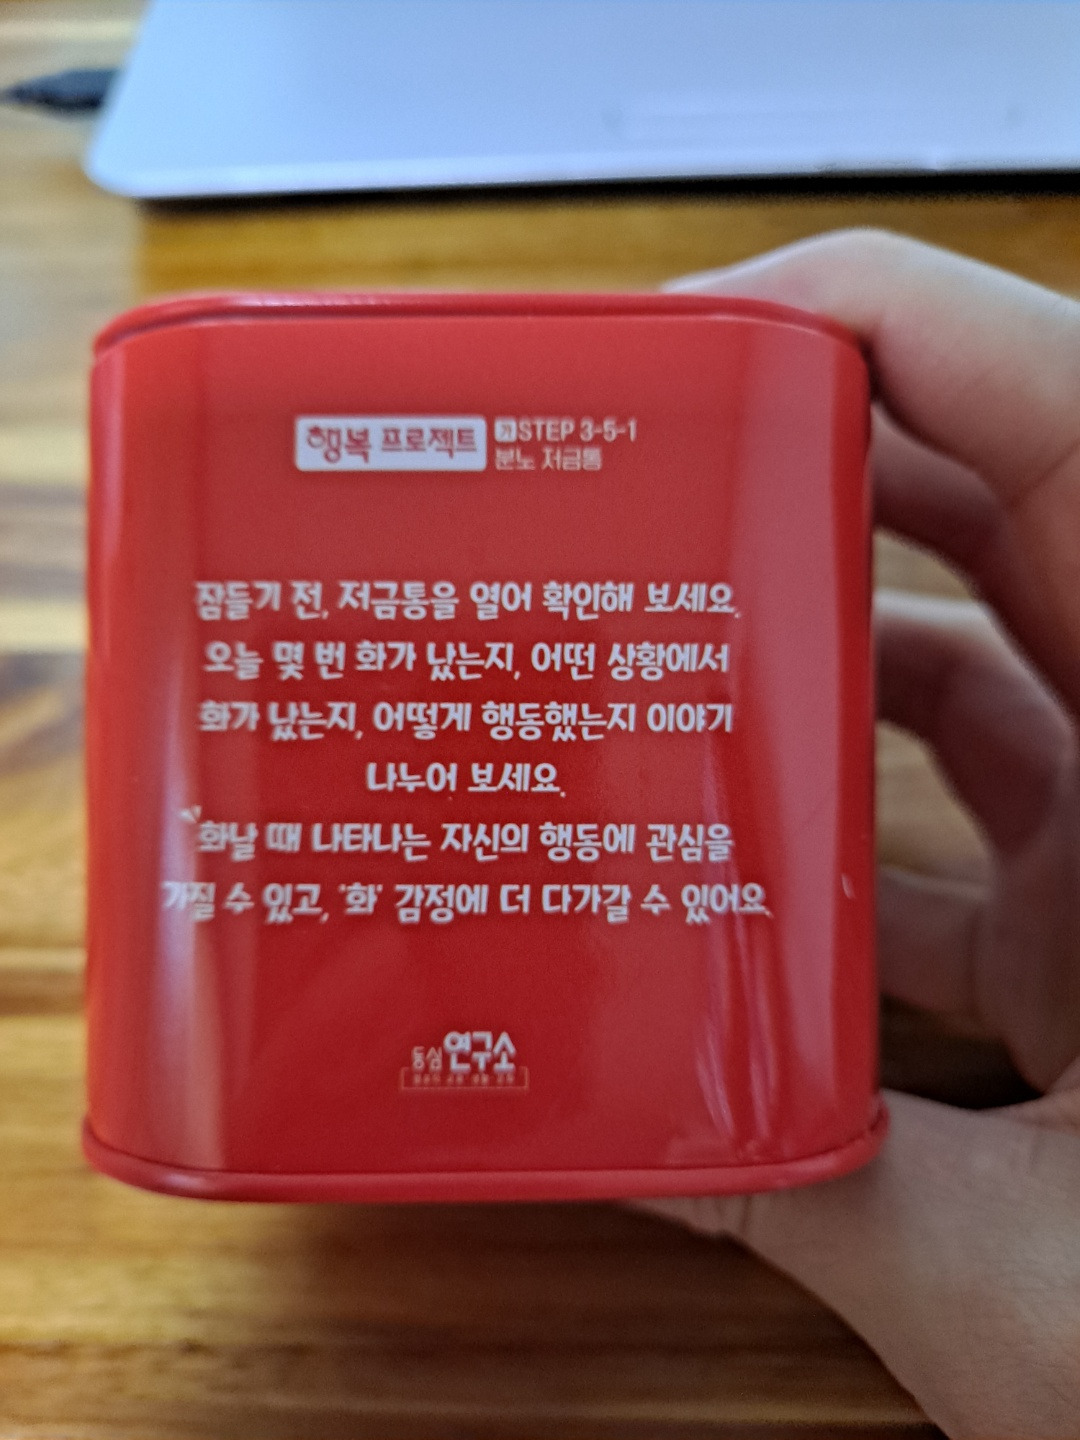 행복 프로젝트
가 STEP 3-5-1
분노 저금통
잠들기 전, 저금통을 열어 확인해 보세요.
오늘 몇 번 화가 났는지, 어떤 상황에서
화가 났는지, 어떻게 행동했는지 이야기
나누어 보세요.
화날 때 나타나는 자신의 행동에 관심을
가질 수 있고, '화' 감정에 더 다가갈 수 있어요.
동심연구소